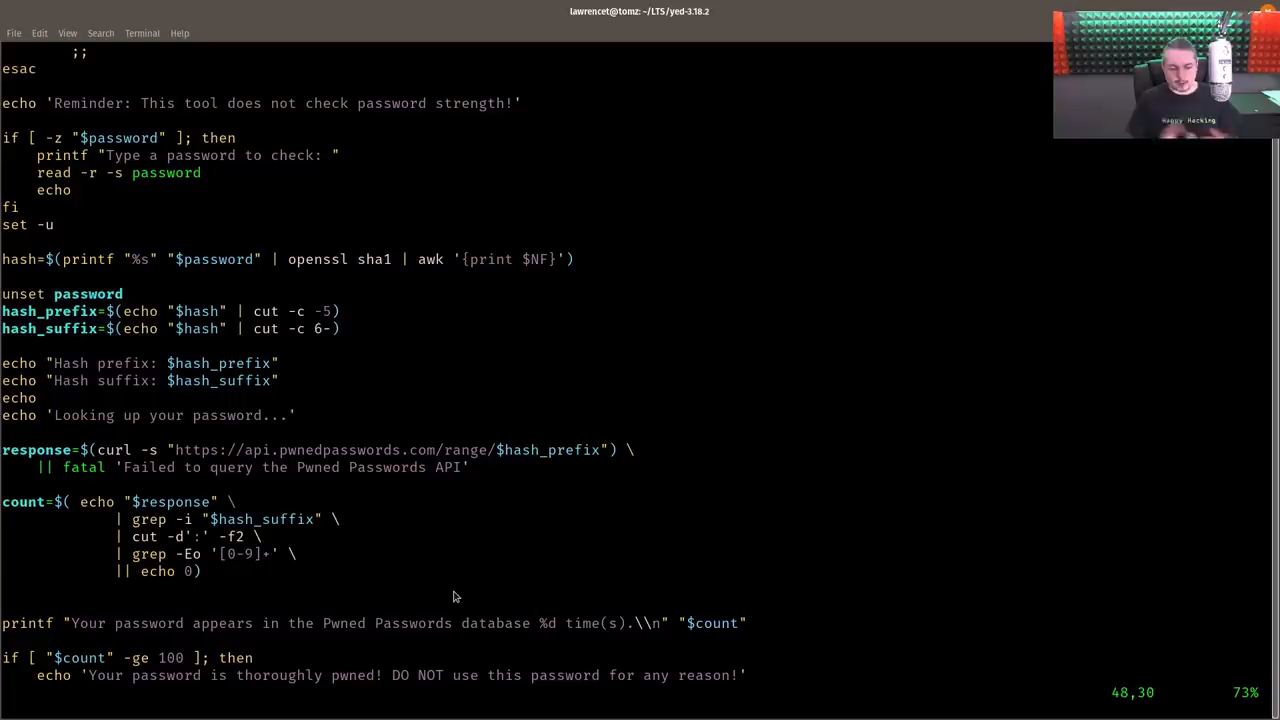 lawrencet@tomz: ~/LTS/yed-3.18.2
File Edit View Search Terminal Help
;;
esac
echo 'Reminder: This tool does not check password strength!'
if [ -z "$password" ]; then
printf "Type a password to check: "
read -r -s password
echo
fi
set -u
hash=$(printf "%s" "$password" | openssl sha1 | awk '{print $NF}')
unset password
hash_prefix=$(echo "$hash" | cut -c -5)
hash_suffix=$(echo "$hash" | cut -c 6-)
echo "Hash prefix: $hash_prefix"
echo "Hash suffix: $hash_suffix"
echo
echo 'Looking up your password...'
response=$(curl -s "https://api.pwnedpasswords.com/range/$hash_prefix") \
|| fatal 'Failed to query the Pwned Passwords API'
count=$( echo "$response" \
| grep -i "$hash_suffix" \
| cut -d':' -f2 \
| grep -Eo '[0-9]+' \
|| echo 0)
printf "Your password appears in the Pwned Passwords database %d time(s).\\n" "$count"
if [ "$count" -ge 100 ]; then
echo 'Your password is thoroughly pwned! DO NOT use this password for any reason!'
48,30 73%
Happy Hacking